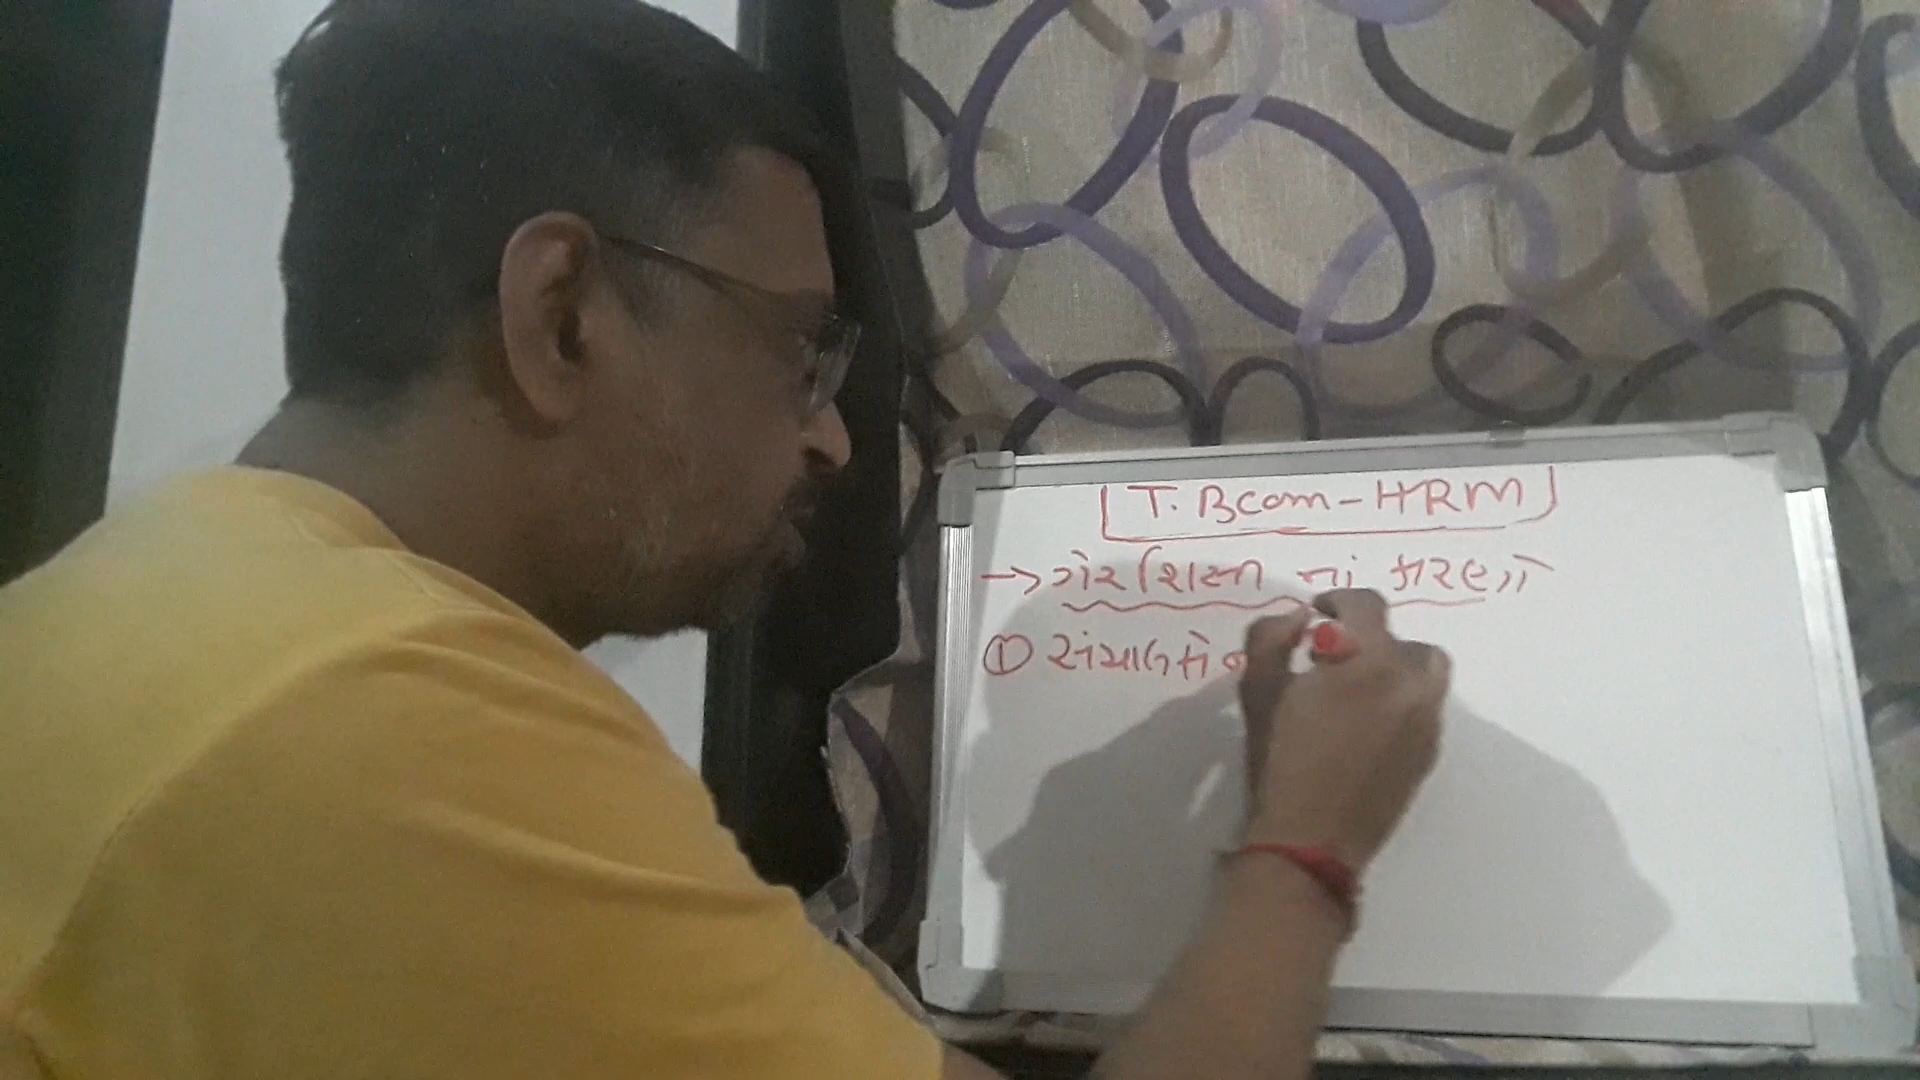 T. Bcom - HRM
→ ગેરશિસ્ત નાં કારણો
① સંચાલકોન